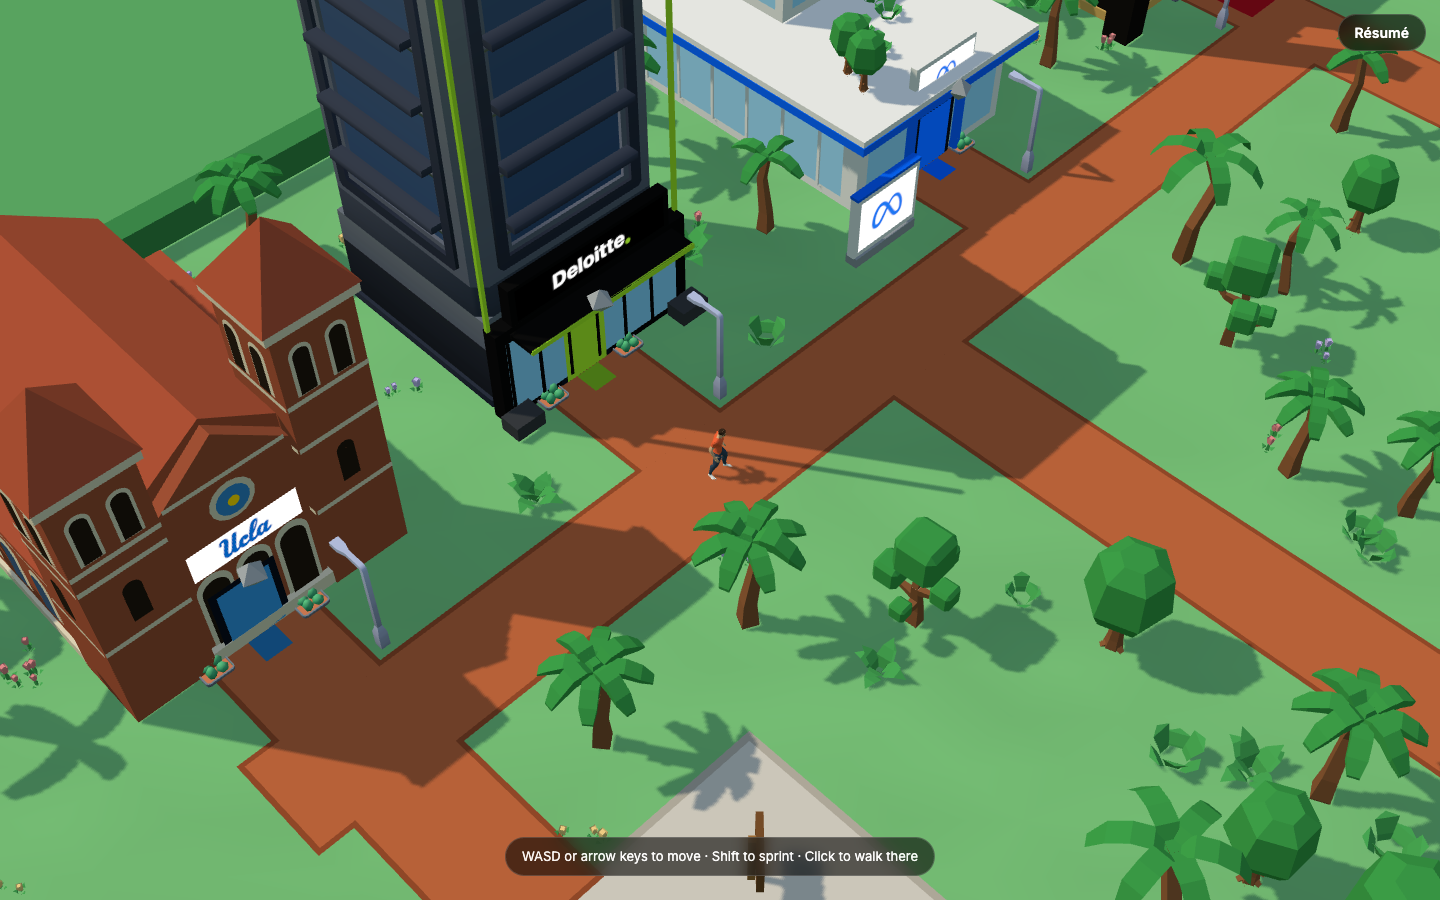 Résumé
Deloitte.
Ucla
WASD or arrow keys to move · Shift to sprint · Click to walk there